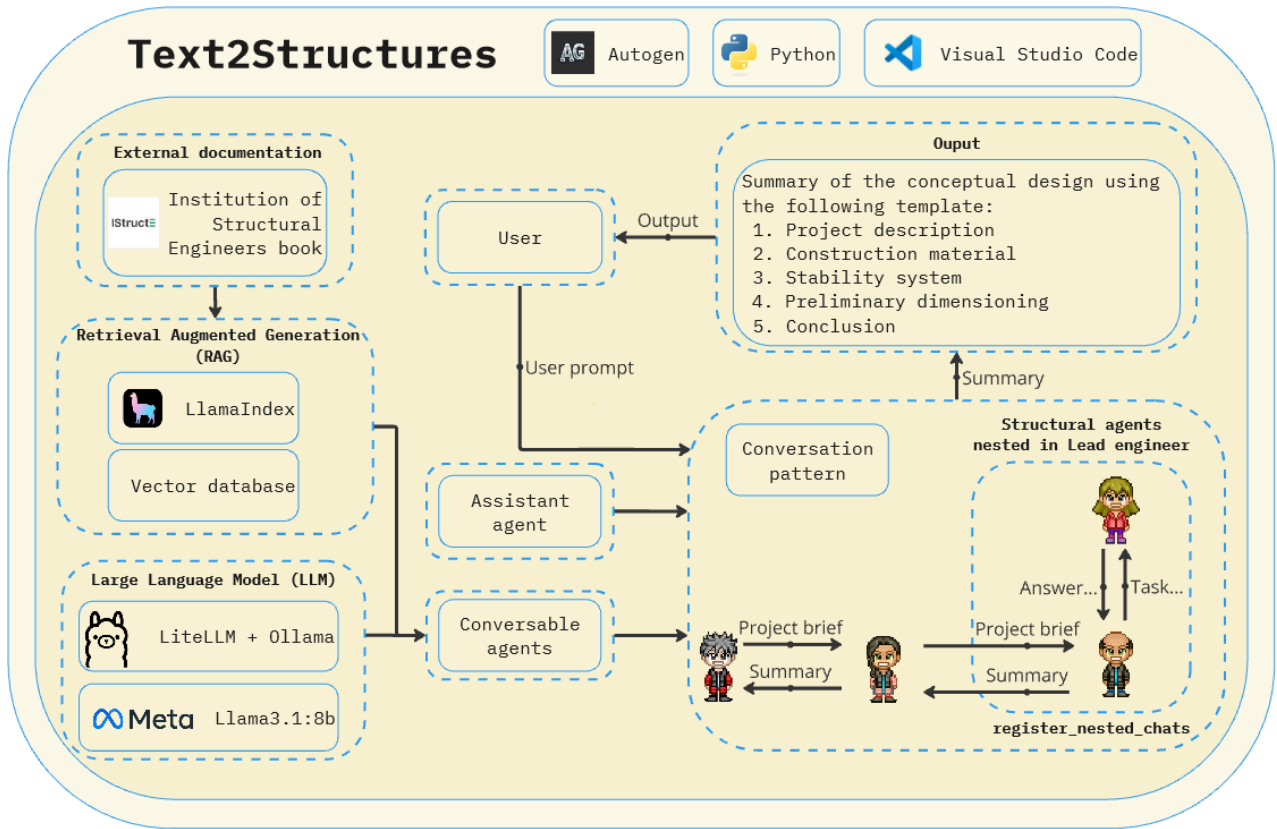 Text2Structures
AG
Autogen
Python
Visual Studio Code
External documentation
IStructE
Institution of
Structural
Engineers book
Retrieval Augmented Generation
(RAG)
LlamaIndex
Vector database
Large Language Model (LLM)
LiteLLM + Ollama
Meta
Llama3.1:8b
User
User prompt
Assistant
agent
Conversable
agents
Output
Ouput
Summary of the conceptual design using
the following template:
1. Project description
2. Construction material
3. Stability system
4. Preliminary dimensioning
5. Conclusion
Summary
Conversation
pattern
Structural agents
nested in Lead engineer
Answer...
Task...
Project brief
Summary
Project brief
Summary
register_nested_chats